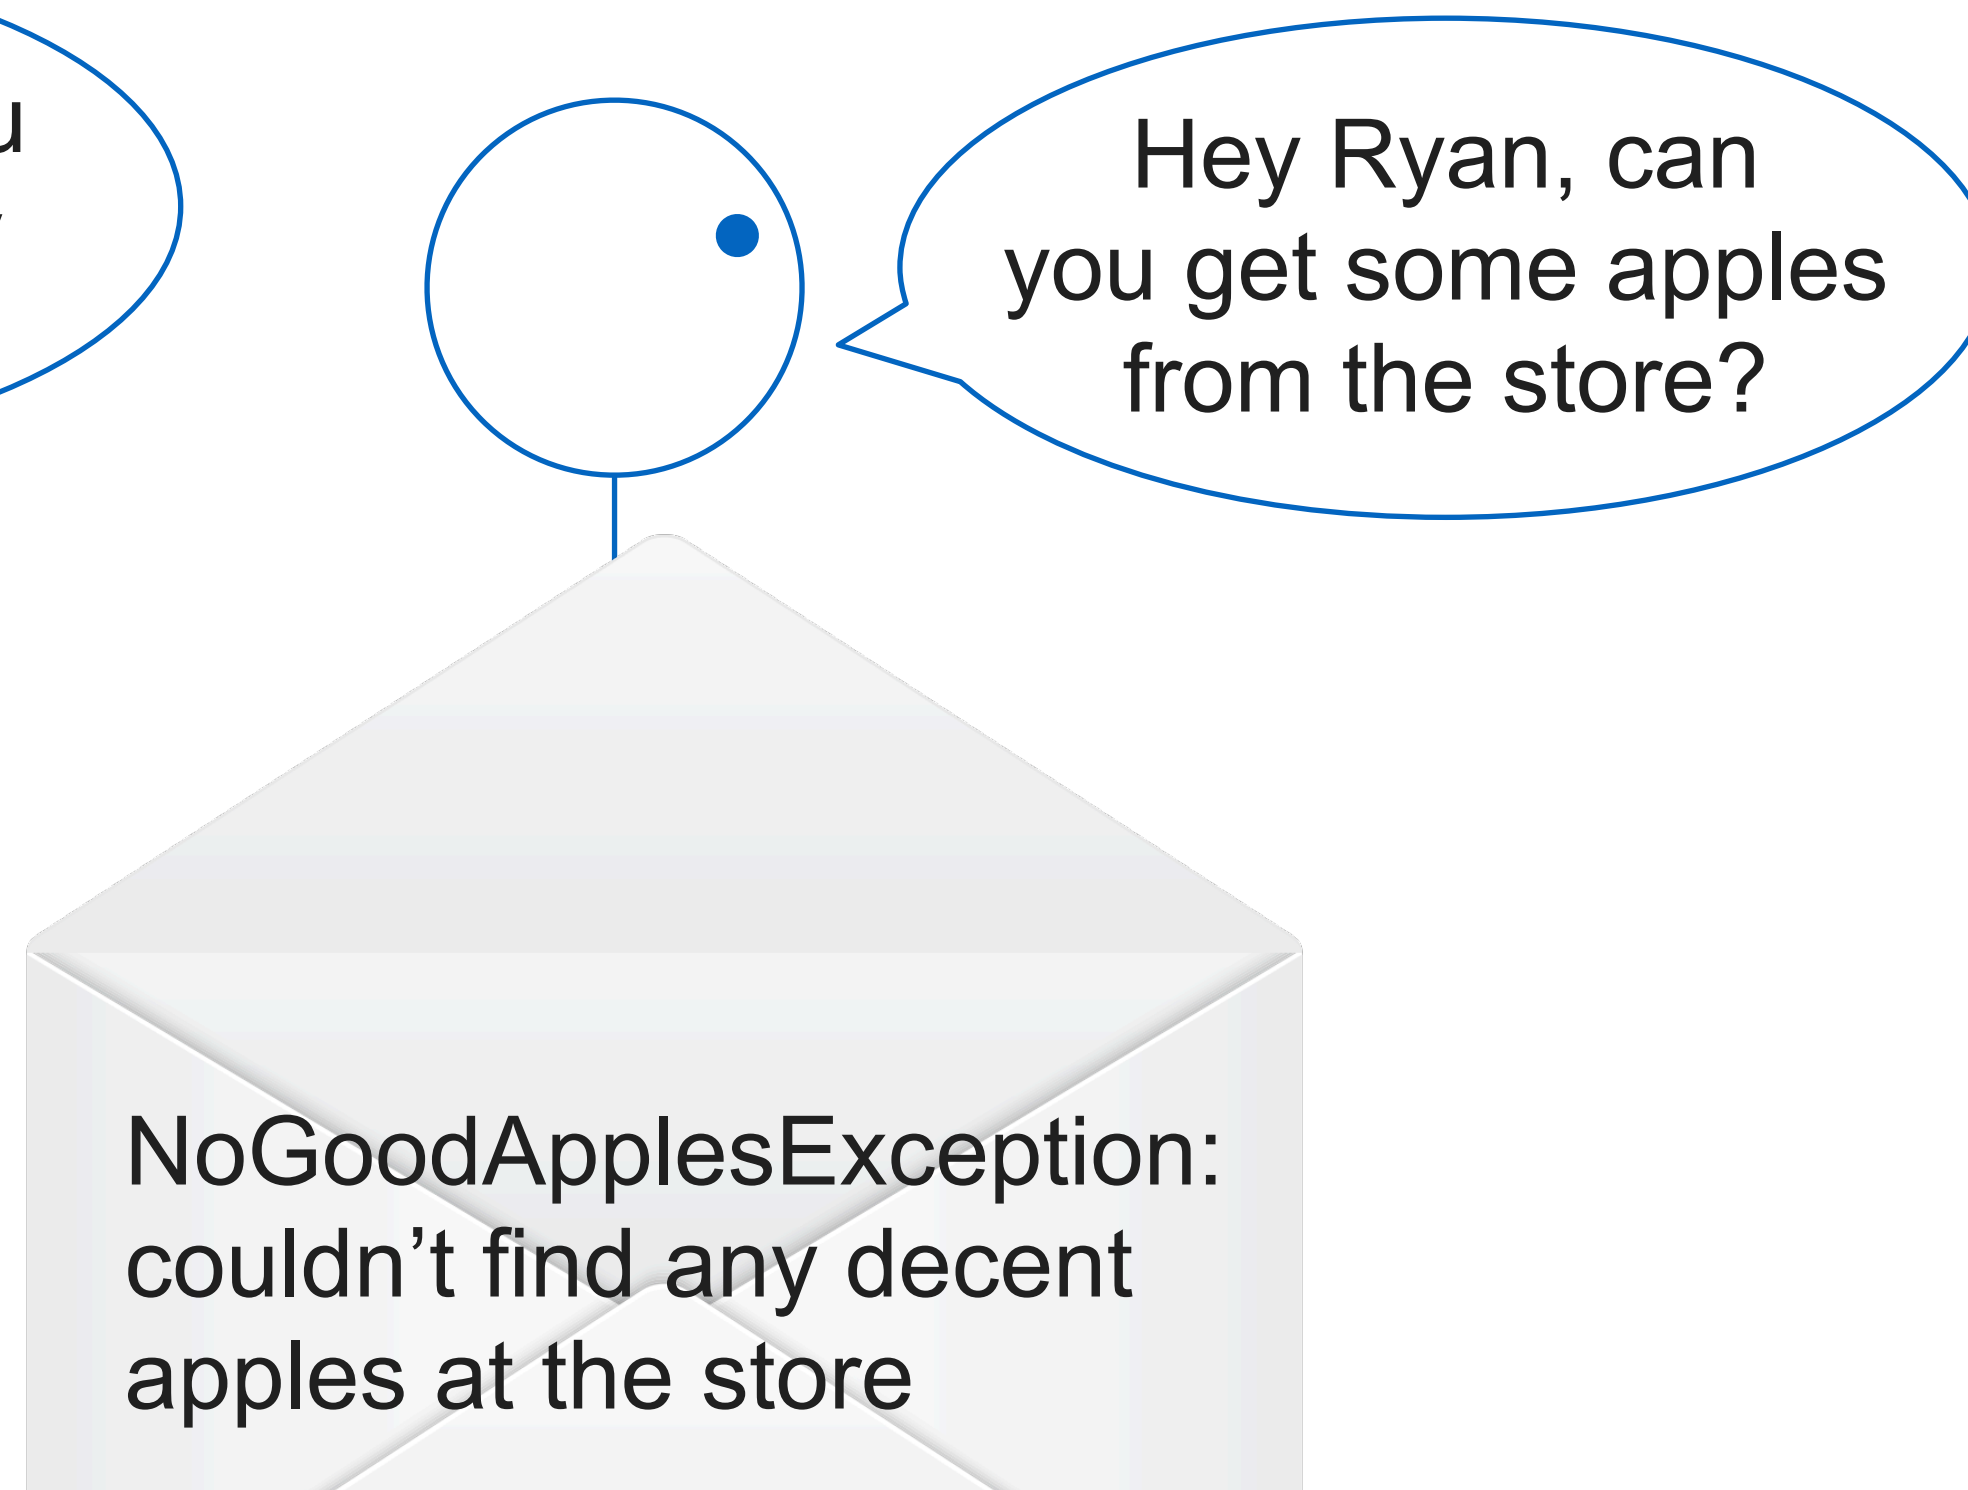 Hey Ryan, can
you get some apples
from the store?
NoGoodApplesException:
couldn’t find any decent
apples at the store